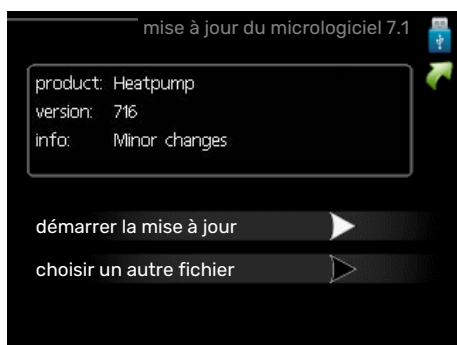 mise à jour du micrologiciel 7.1
product: Heatpump
version: 716
info: Minor changes
démarrer la mise à jour
choisir un autre fichier